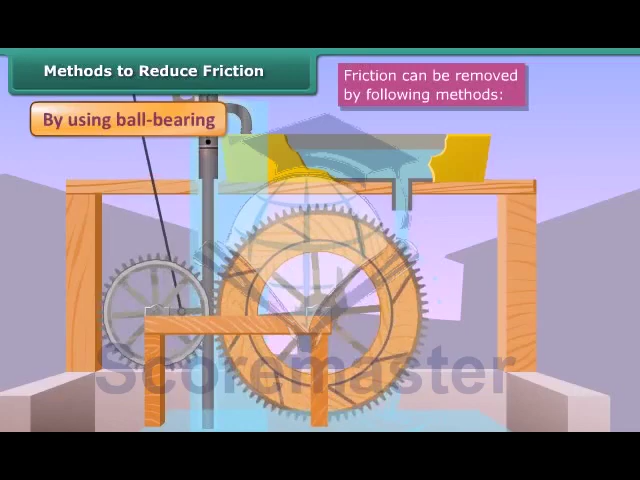 Methods to Reduce Friction
Friction can be removed
by following methods:
By using ball-bearing
Scoremaster